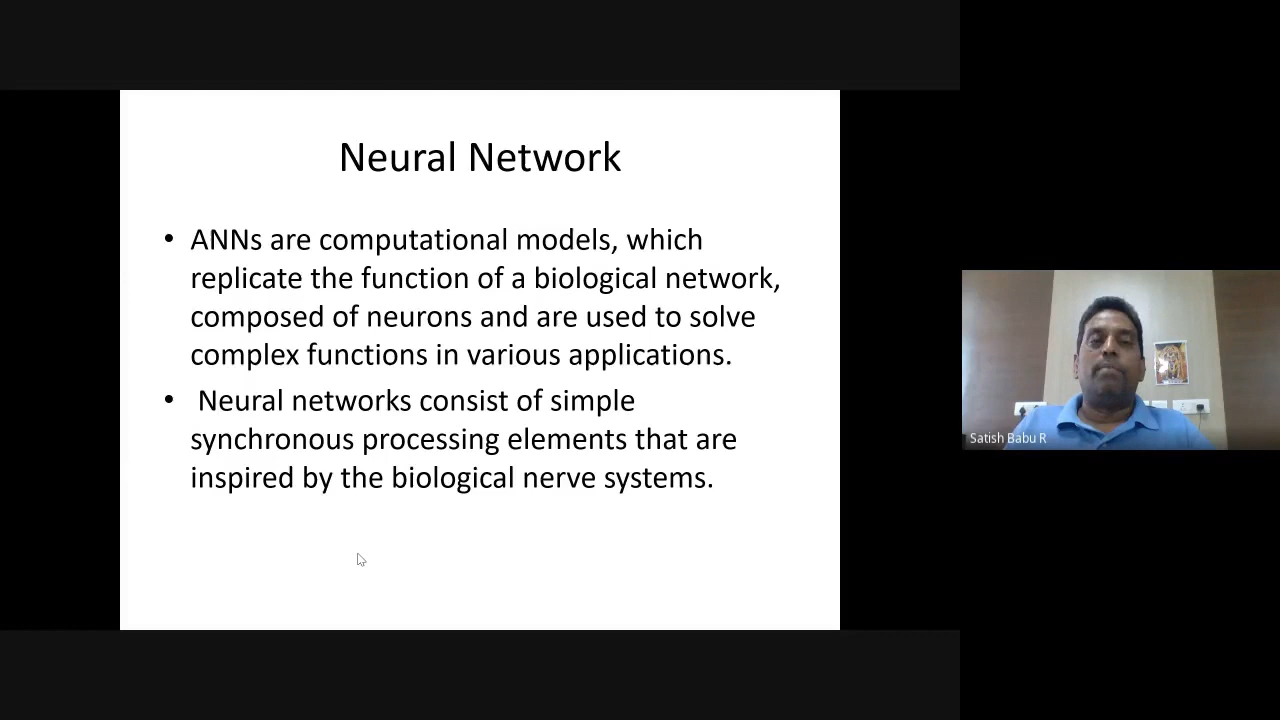 Neural Network
• ANNs are computational models, which
replicate the function of a biological network,
composed of neurons and are used to solve
complex functions in various applications.
• Neural networks consist of simple
synchronous processing elements that are
inspired by the biological nerve systems.
Satish Babu R